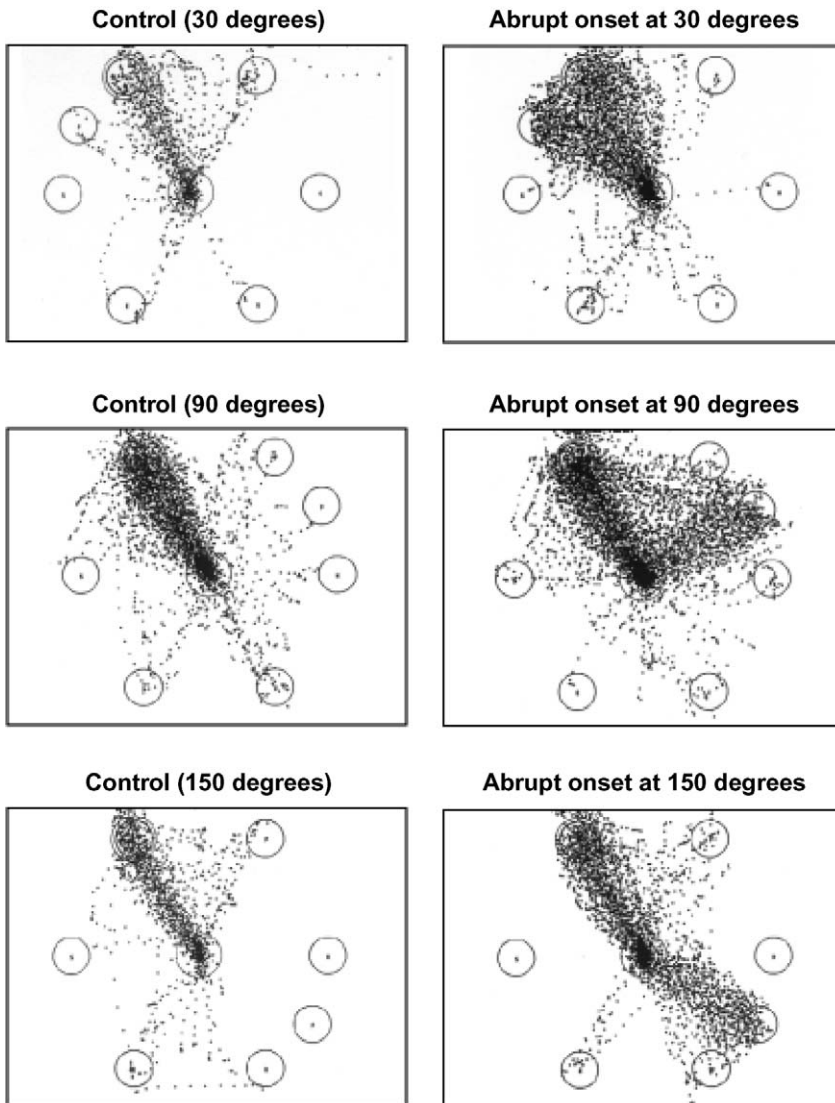 Control (30 degrees)
Abrupt onset at 30 degrees
Control (90 degrees)
Abrupt onset at 90 degrees
Control (150 degrees)
Abrupt onset at 150 degrees